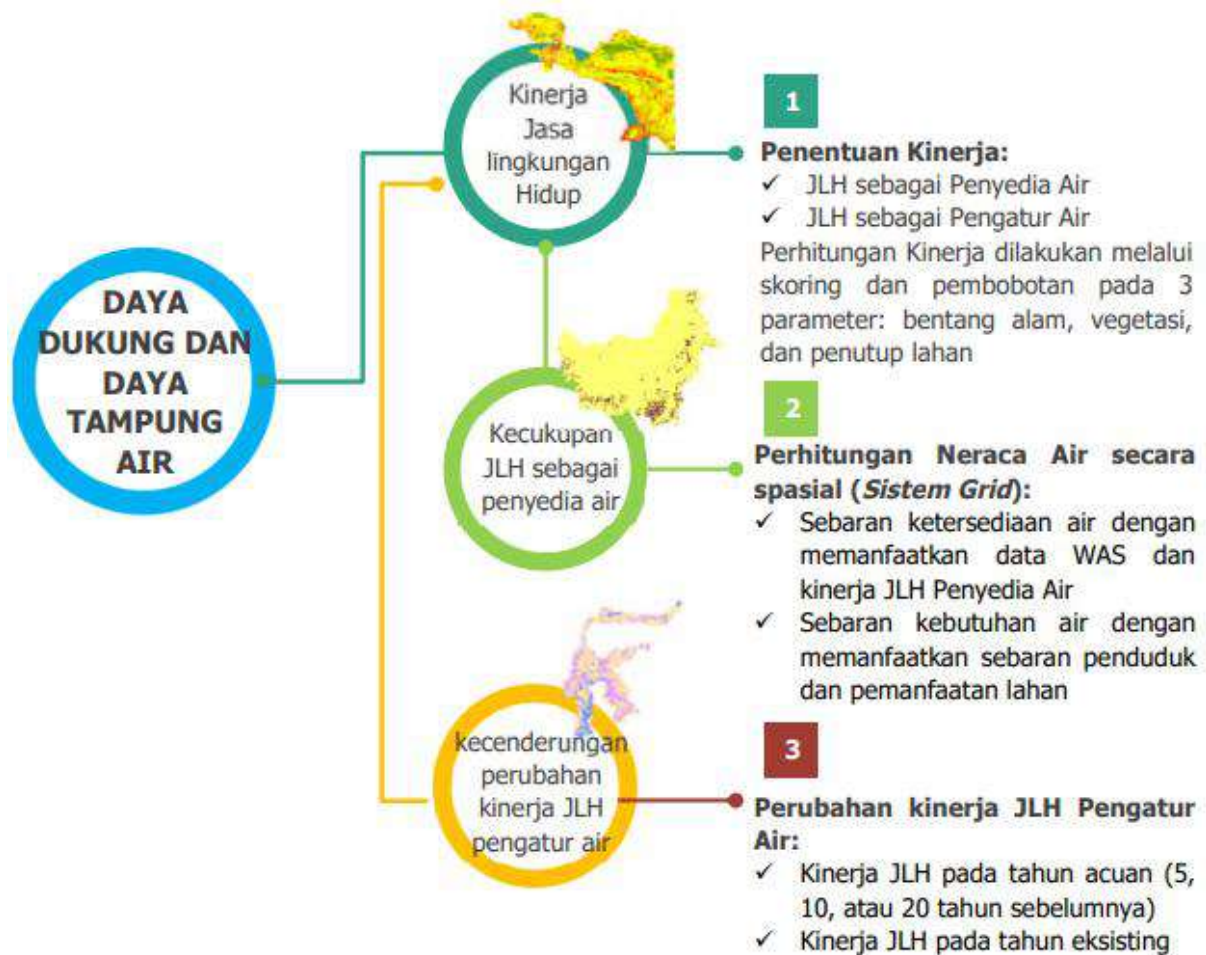 DAYA
DUKUNG DAN
DAYA
TAMPUNG
AIR
Kinerja
Jasa
lingkungan
Hidup
1
Penentuan Kinerja:
✓ JLH sebagai Penyedia Air
✓ JLH sebagai Pengatur Air
Perhitungan Kinerja dilakukan melalui
skoring dan pembobotan pada 3
parameter: bentang alam, vegetasi,
dan penutup lahan
Kecukupan
JLH sebagai
penyedia air
2
Perhitungan Neraca Air secara
spasial (Sistem Grid):
✓ Sebaran ketersediaan air dengan
memanfaatkan data WAS dan
kinerja JLH Penyedia Air
✓ Sebaran kebutuhan air dengan
memanfaatkan sebaran penduduk
dan pemanfaatan lahan
kecenderungan
perubahan
kinerja JLH
pengatur air
3
Perubahan kinerja JLH Pengatur
Air:
✓ Kinerja JLH pada tahun acuan (5,
10, atau 20 tahun sebelumnya)
✓ Kinerja JLH pada tahun eksisting